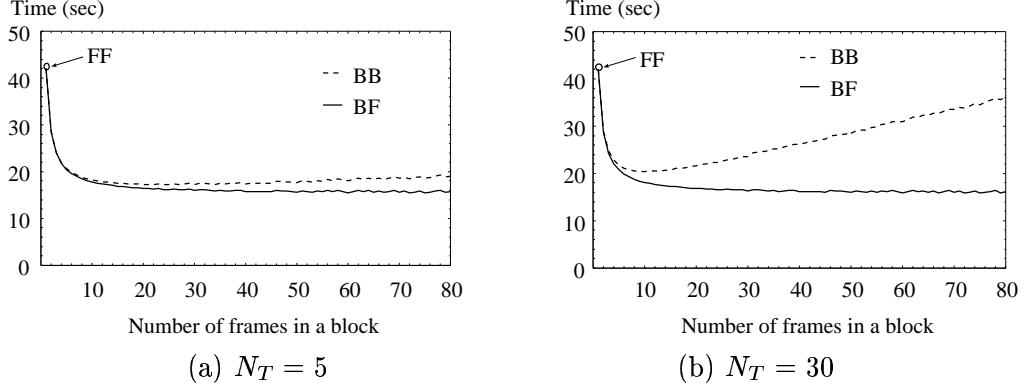 Time (sec)
50
40
30
20
10
0
FF
BB
BF
10 20 30 40 50 60 70 80
Number of frames in a block
(a) N_T = 5
Time (sec)
50
40
30
20
10
0
FF
BB
BF
10 20 30 40 50 60 70 80
Number of frames in a block
(b) N_T = 30